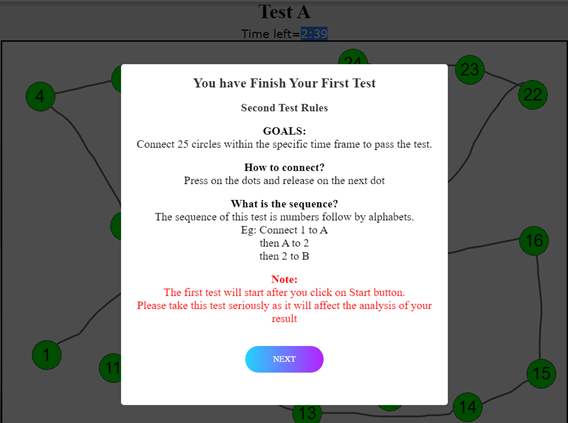 Test A
Time left=2:39
24
23
4
22
You have Finish Your First Test
Second Test Rules
GOALS:
Connect 25 circles within the specific time frame to pass the test.
How to connect?
Press on the dots and release on the next dot
What is the sequence?
The sequence of this test is numbers follow by alphabets.
Eg: Connect 1 to A
then A to 2
then 2 to B
16
Note:
The first test will start after you click on Start button.
Please take this test seriously as it will affect the analysis of your
result
1
NEXT
11
15
14
13